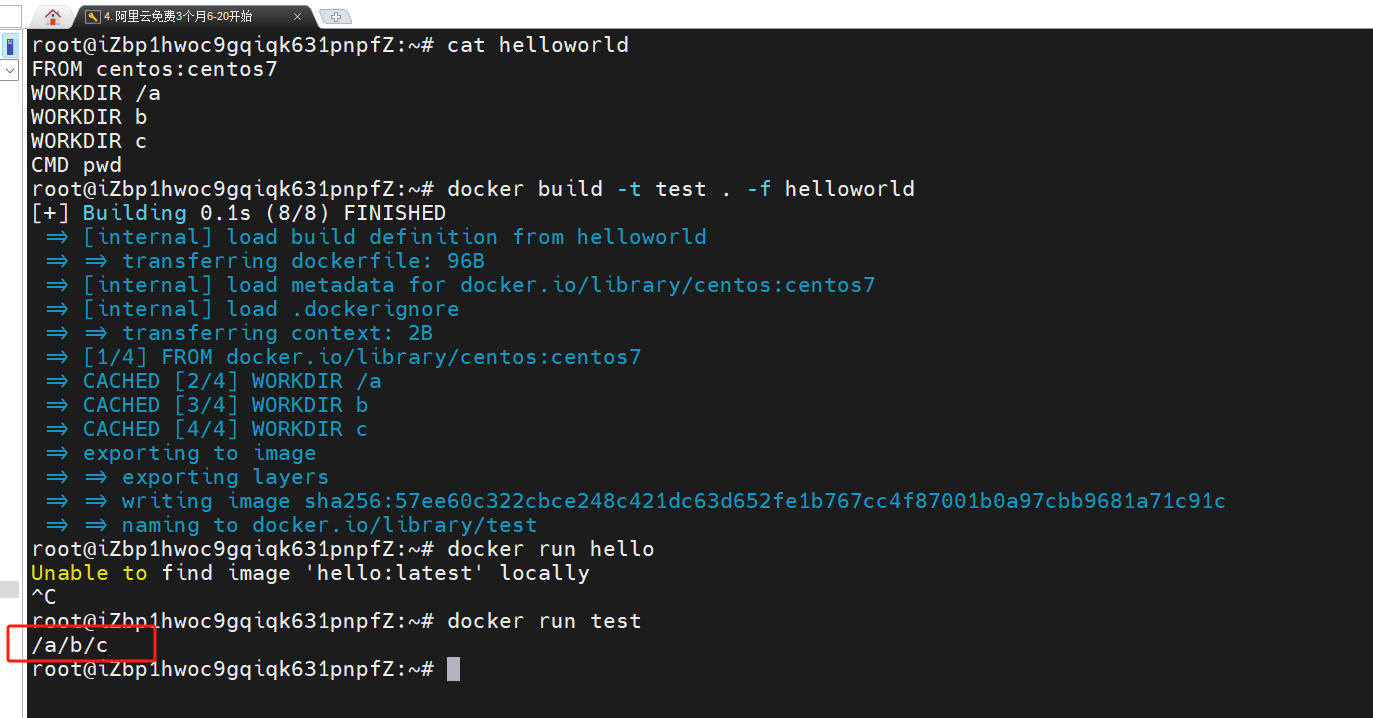 4. 阿里云免费3个月6-20开始
root@iZbp1hwoc9gqiqk631pnpfZ:~# cat helloworld
FROM centos:centos7
WORKDIR /a
WORKDIR b
WORKDIR c
CMD pwd
root@iZbp1hwoc9gqiqk631pnpfZ:~# docker build -t test . -f helloworld
[+] Building 0.1s (8/8) FINISHED
=> [internal] load build definition from helloworld
=> => transferring dockerfile: 96B
=> [internal] load metadata for docker.io/library/centos:centos7
=> [internal] load .dockerignore
=> => transferring context: 2B
=> [1/4] FROM docker.io/library/centos:centos7
=> CACHED [2/4] WORKDIR /a
=> CACHED [3/4] WORKDIR b
=> CACHED [4/4] WORKDIR c
=> exporting to image
=> => exporting layers
=> => writing image sha256:57ee60c322cbce248c421dc63d652fe1b767cc4f87001b0a97cbb9681a71c91c
=> => naming to docker.io/library/test
root@iZbp1hwoc9gqiqk631pnpfZ:~# docker run hello
Unable to find image 'hello:latest' locally
^C
root@iZbp1hwoc9gqiqk631pnpfZ:~# docker run test
/a/b/c
root@iZbp1hwoc9gqiqk631pnpfZ:~#